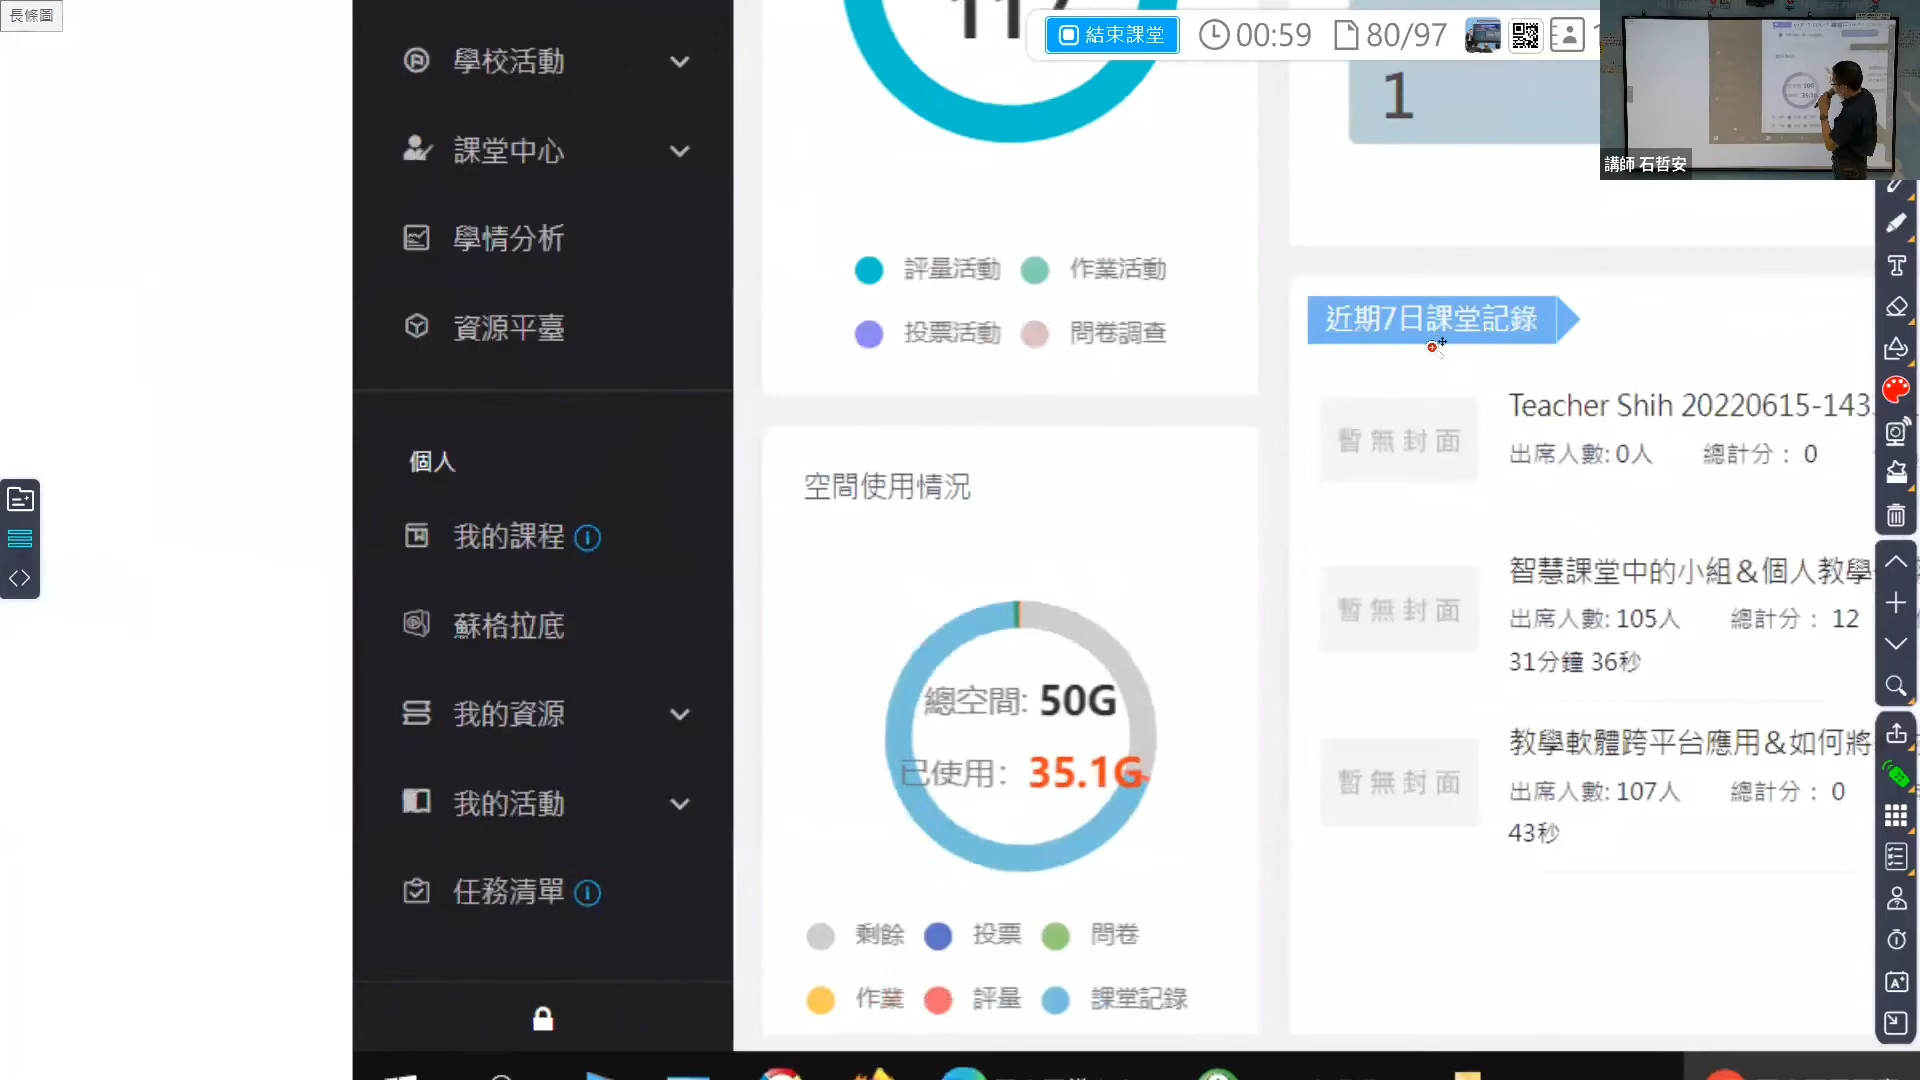 長條圖
結束課堂
00:59
80/97
講師 石哲安
學校活動
課堂中心
學情分析
資源平臺
個人
我的課程
蘇格拉底
我的資源
我的活動
任務清單
117
評量活動
作業活動
投票活動
問卷調查
空間使用情況
總空間: 50G
已使用: 35.1G
剩餘
投票
問卷
作業
評量
課堂記錄
1
近期7日課堂記錄
暫無封面
Teacher Shih 20220615-143
出席人數: 0人 總計分: 0
暫無封面
智慧課堂中的小組&個人教學
出席人數: 105人 總計分: 12
31分鐘 36秒
暫無封面
教學軟體跨平台應用&如何將
出席人數: 107人 總計分: 0
43秒